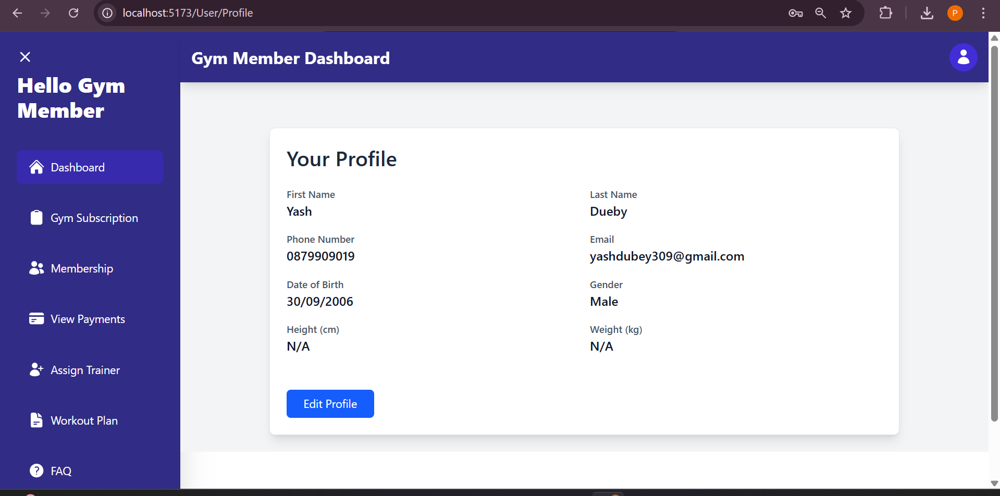 localhost:5173/User/Profile
P
Hello Gym
Member
Dashboard
Gym Subscription
Membership
View Payments
Assign Trainer
Workout Plan
? FAQ
Gym Member Dashboard
Your Profile
First Name
Yash
Last Name
Dueby
Phone Number
0879909019
Email
yashdubey309@gmail.com
Date of Birth
30/09/2006
Gender
Male
Height (cm)
N/A
Weight (kg)
N/A
Edit Profile